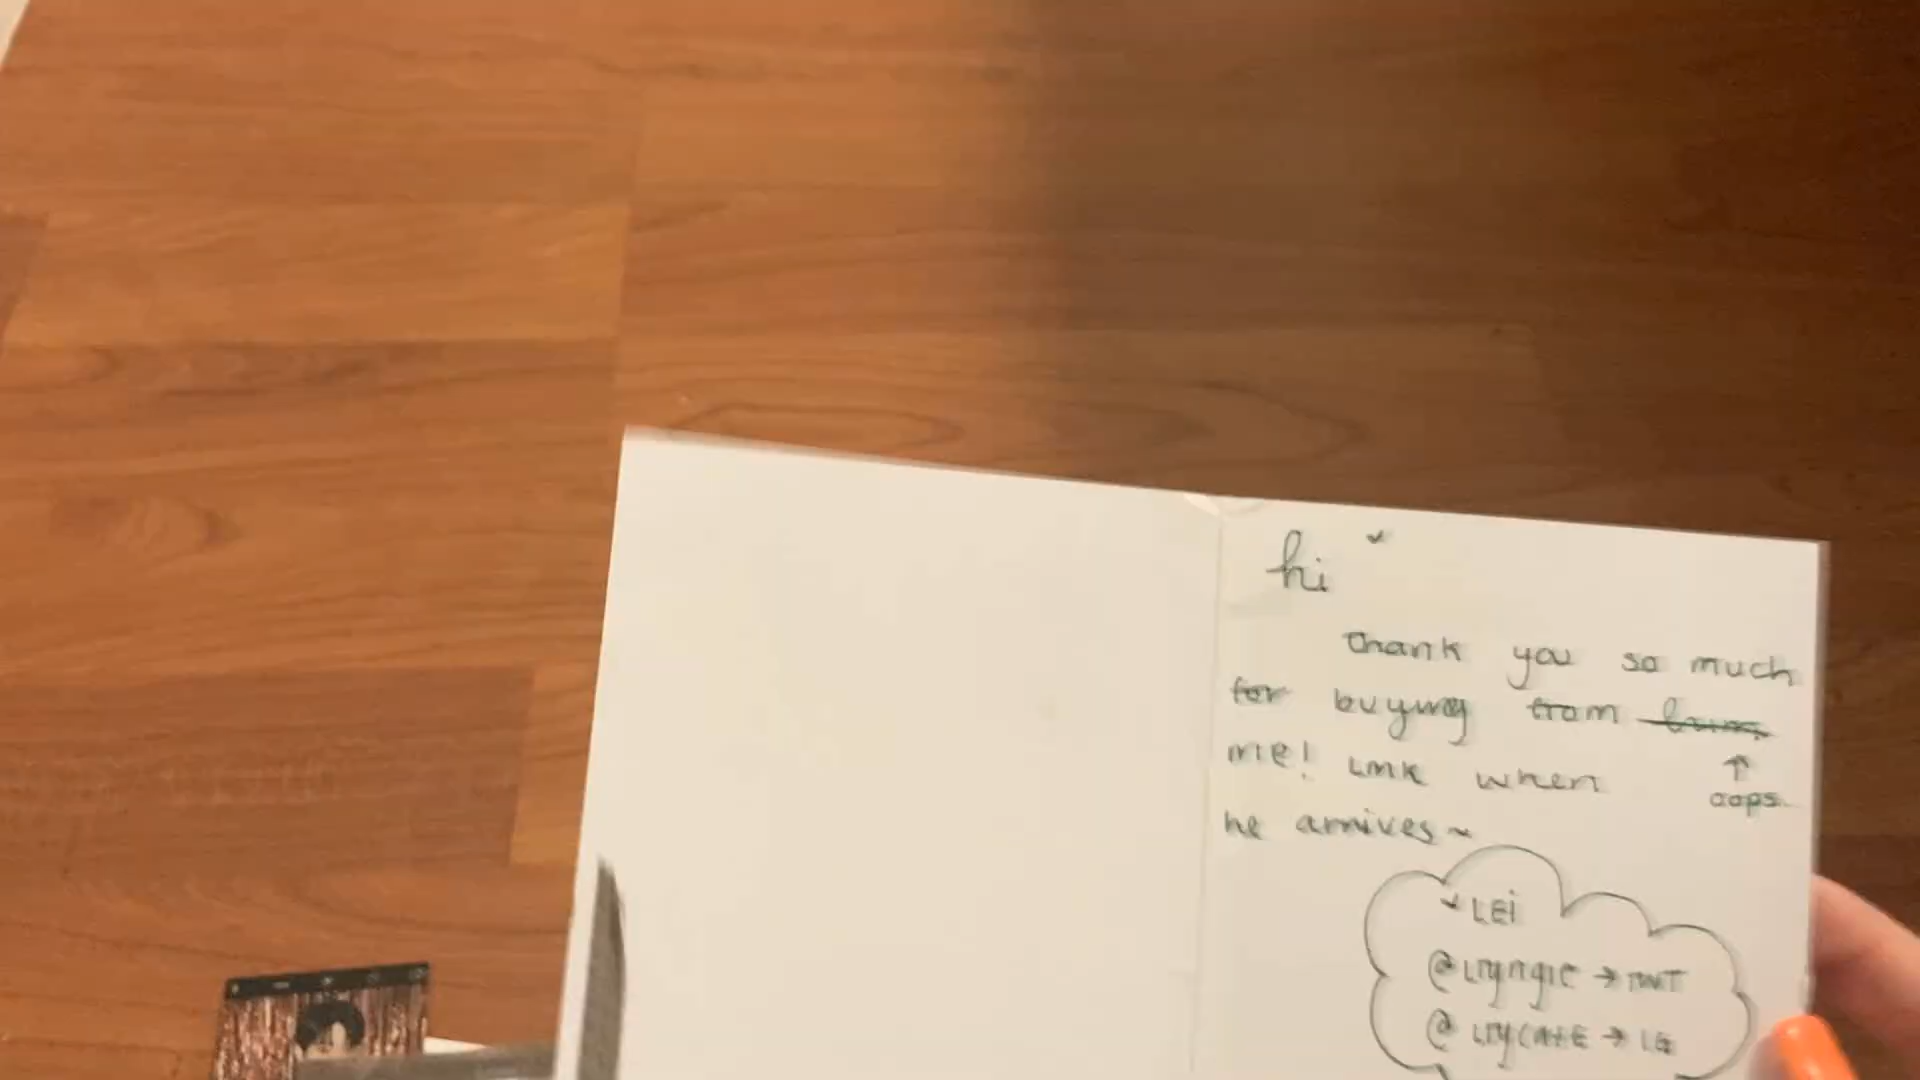 hi
Thank you so much
for buying from
me! LMK when
↑
he arrives~
oops
LEI